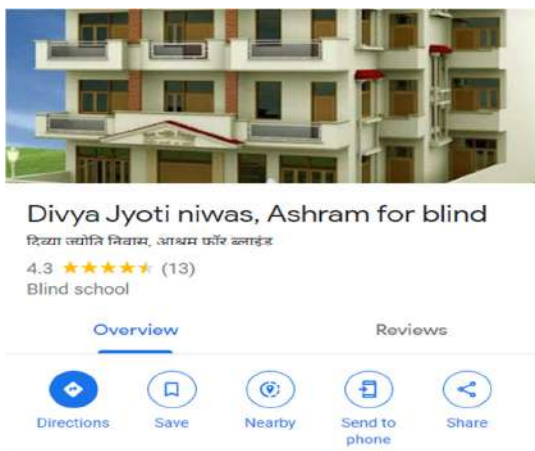 Divya Jyoti niwas, Ashram for blind
दिव्या ज्योति निवास, आश्रम फॉर ब्लाइंड
4.3 (13)
Blind school
Overview Reviews
Directions Save Nearby Send to phone Share